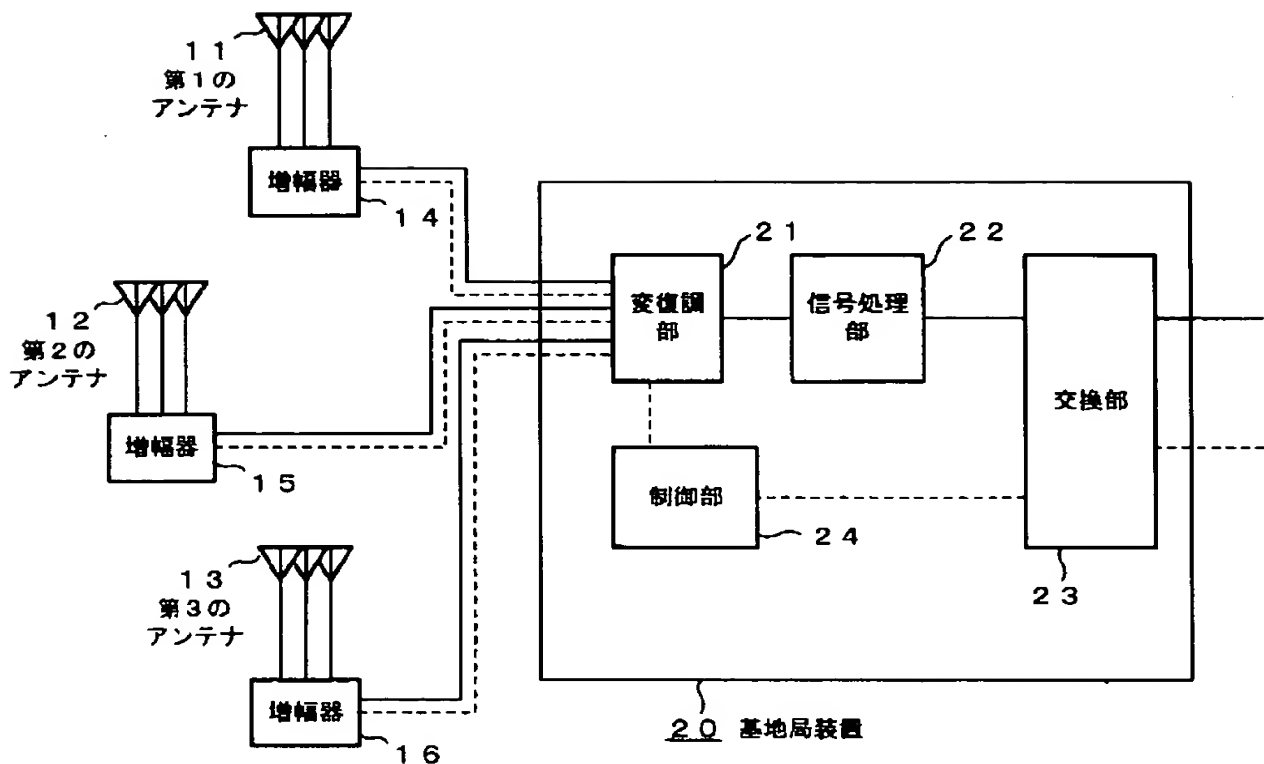 １１
第１の
アンテナ
増幅器
１４
１２
第２の
アンテナ
増幅器
１５
１３
第３の
アンテナ
増幅器
１６
２１
変復調
部
２２
信号処理
部
交換部
２３
制御部
２４
２０ 基地局装置